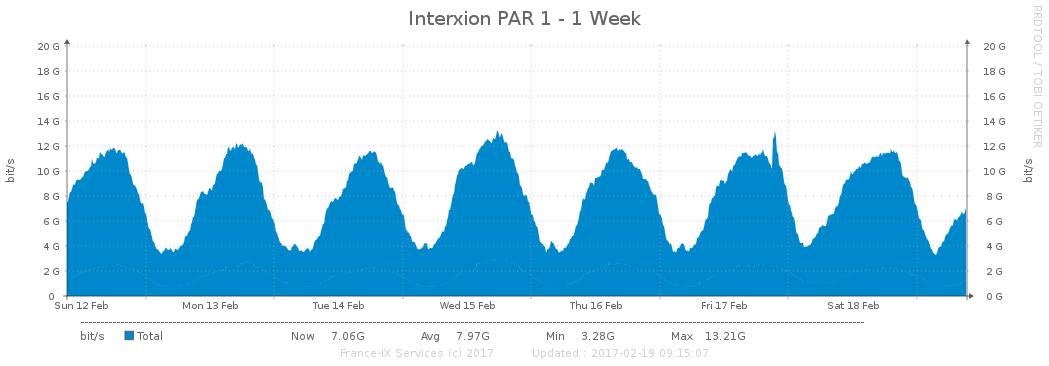 Interxion PAR 1 - 1 Week
RRDTOOL / TOBI OETIKER
bit/s
20 G 20 G
18 G 18 G
16 G 16 G
14 G 14 G
12 G 12 G
10 G 10 G
8 G 8 G
6 G 6 G
4 G 4 G
2 G 2 G
0 0 G
bit/s
Sun 12 Feb Mon 13 Feb Tue 14 Feb Wed 15 Feb Thu 16 Feb Fri 17 Feb Sat 18 Feb
bit/s Total Now 7.06G Avg 7.97G Min 3.28G Max 13.21G
France-IX Services (c) 2017 Updated : 2017-02-19 09:15:07